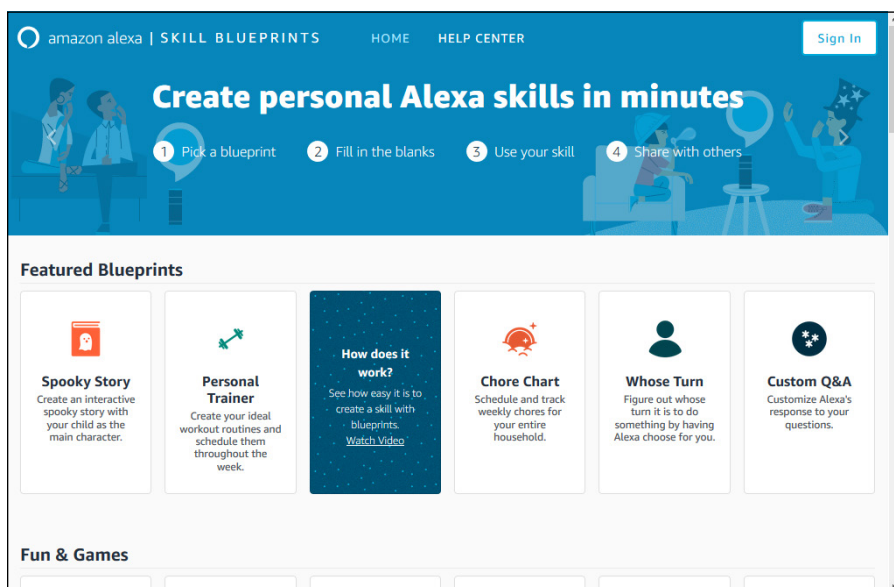 amazon alexa | SKILL BLUEPRINTS HOME HELP CENTER Sign In
Create personal Alexa skills in minutes
1 Pick a blueprint 2 Fill in the blanks 3 Use your skill 4 Share with others
Featured Blueprints
Spooky Story
Create an interactive
spooky story with
your child as the
main character.
Personal
Trainer
Create your ideal
workout routines and
schedule them
throughout the
week.
How does it
work?
See how easy it is to
create a skill with
blueprints.
Watch Video
Chore Chart
Schedule and track
weekly chores for
your entire
household.
Whose Turn
Figure out whose
turn it is to do
something by having
Alexa choose for you.
Custom Q&A
Customize Alexa's
response to your
questions.
Fun & Games